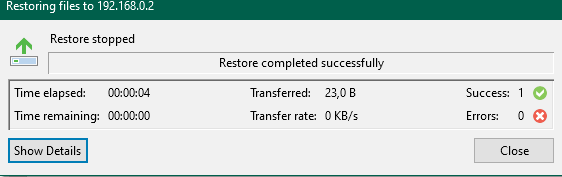 Restoring files to 192.168.0.2
Restore stopped
Restore completed successfully
Time elapsed: 00:00:04 Transferred: 23,0 B Success: 1
Time remaining: 00:00:00 Transfer rate: 0 KB/s Errors: 0
Show Details Close